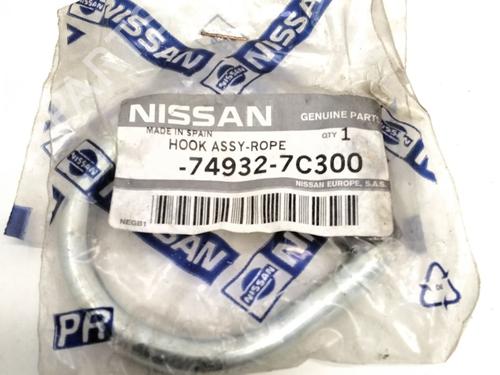 NISSAN
GENUINE PARTS
MADE IN SPAIN
HOOK ASSY-ROPE
QTY 1
-74932-7C300
NISSAN EUROPE, S.A.S.
NEGB1
NISSAN
NISSAN
NISSAN
PR